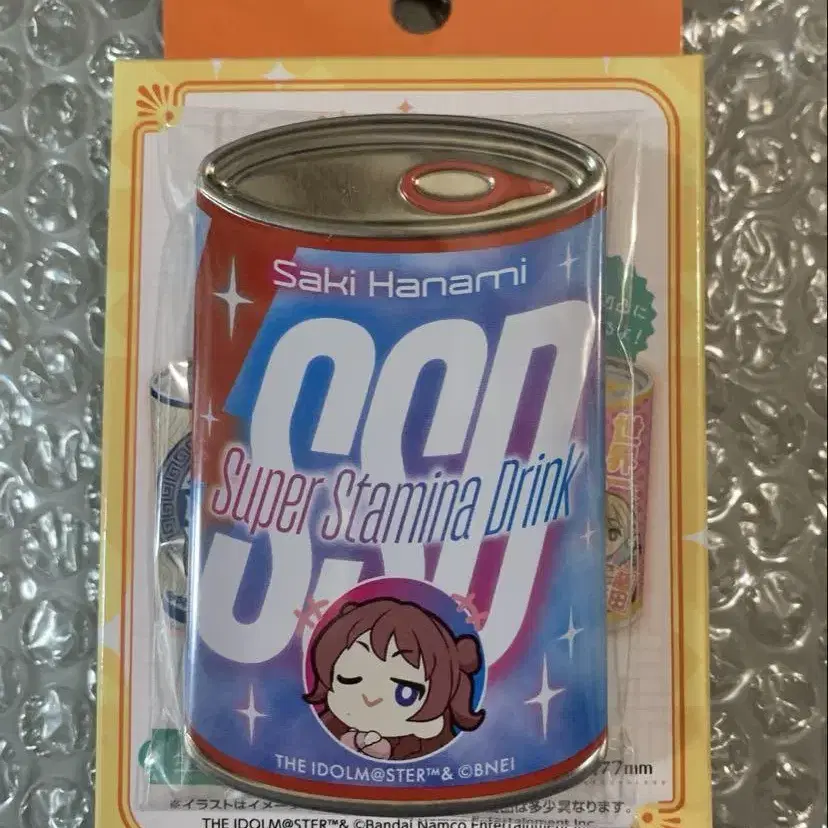 Saki Hanami
SSD
Super Stamina Drink
THE IDOLM@STER™& ©BNEI
77mm
※イラストはイメー
は多少異なります。
THE IDOLM@STER™& ©Bandai Namco Entertainment Inc.